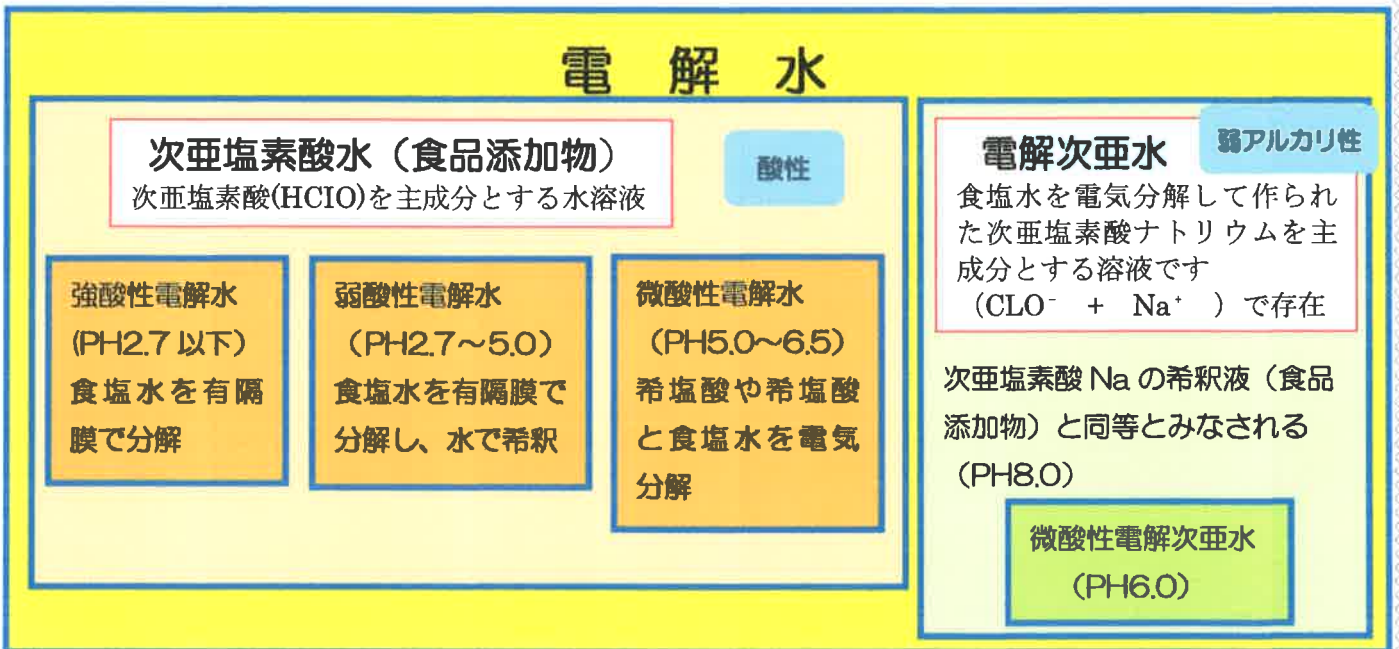 電 解 水
次亜塩素酸水（食品添加物）
次亜塩素酸(HClO)を主成分とする水溶液
酸性
強酸性電解水
(PH2.7 以下)
食塩水を有隔
膜で分解
弱酸性電解水
（PH2.7～5.0）
食塩水を有隔膜で
分解し、水で希釈
微酸性電解水
（PH5.0～6.5）
希塩酸や希塩酸
と食塩水を電気
分解
電解次亜水
弱アルカリ性
食塩水を電気分解して作られ
た次亜塩素酸ナトリウムを主
成分とする溶液です
（CLO⁻ + Na⁺ ）で存在
次亜塩素酸 Na の希釈液（食品
添加物）と同等とみなされる
（PH8.0）
微酸性電解次亜水
（PH6.0）